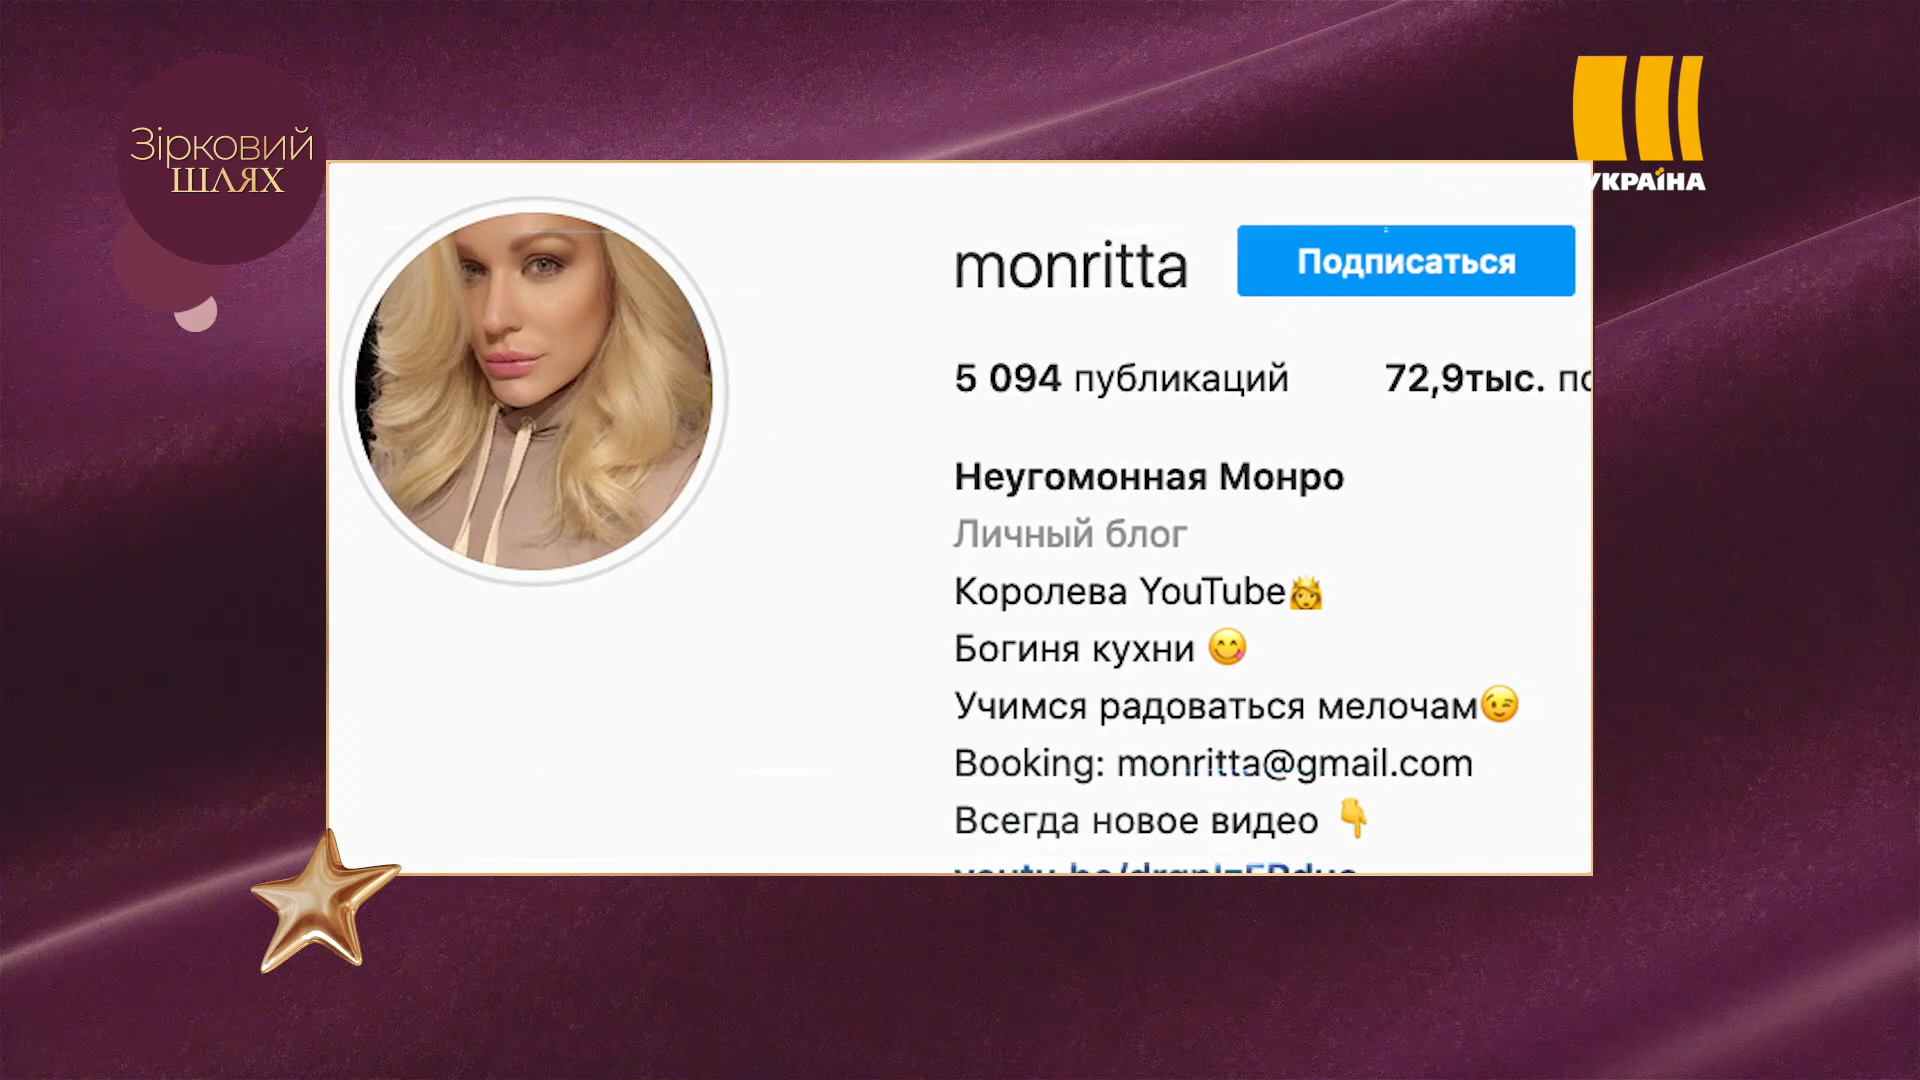 Зірковий
ШЛЯХ
УКРАЇНА
monritta
Подписаться
5 094 публикаций
72,9тыс.
Неугомонная Монро
Личный блог
Королева YouTube👸
Богиня кухни 😋
Учимся радоваться мелочам😉
Booking: monritta@gmail.com
Всегда новое видео 👇